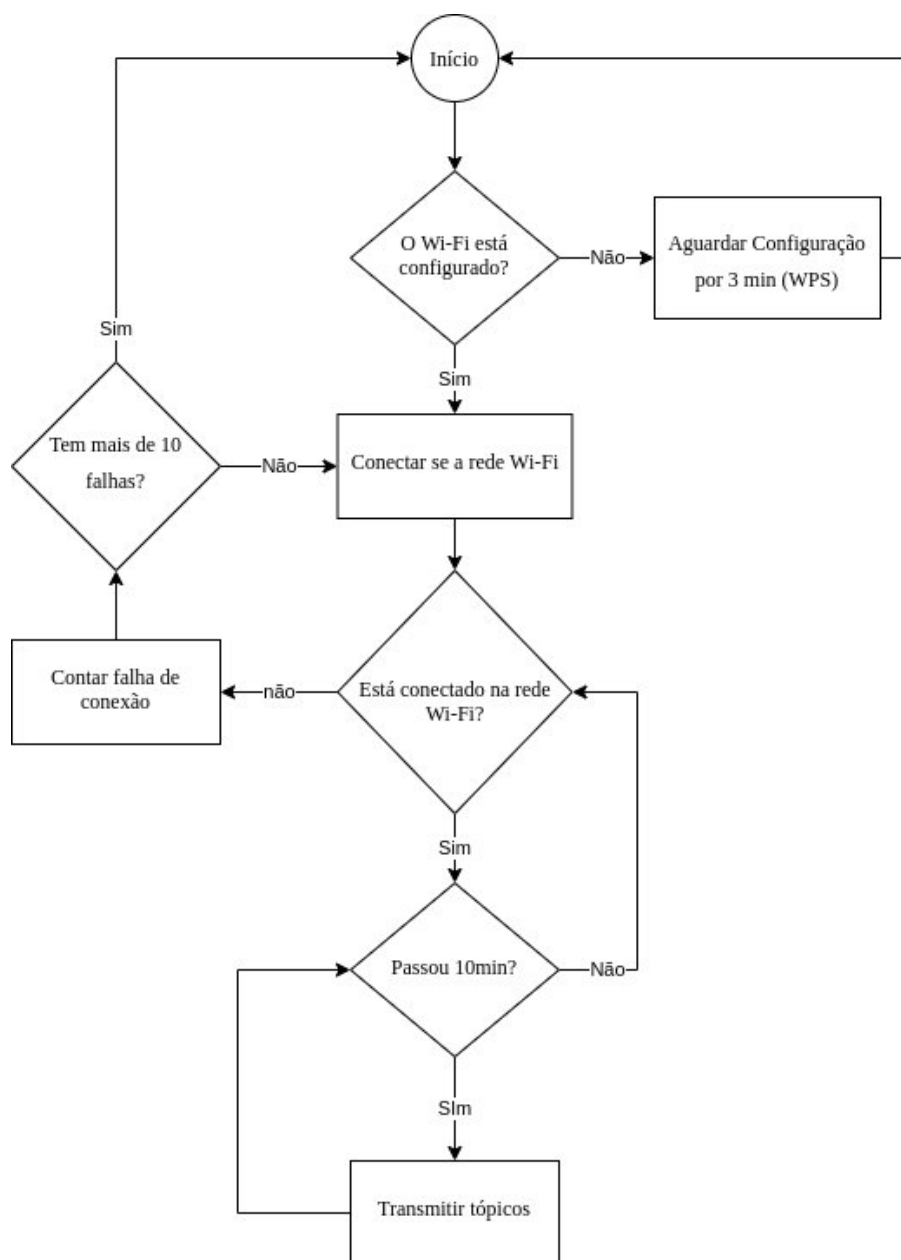 Início
O Wi-Fi está
configurado?
Não
Aguardar Configuração
por 3 min (WPS)
Sim
Sim
Tem mais de 10
falhas?
Não
Conectar se a rede Wi-Fi
Contar falha de
conexão
não
Está conectado na rede
Wi-Fi?
Sim
Passou 10min?
Não
SIm
Transmitir tópicos